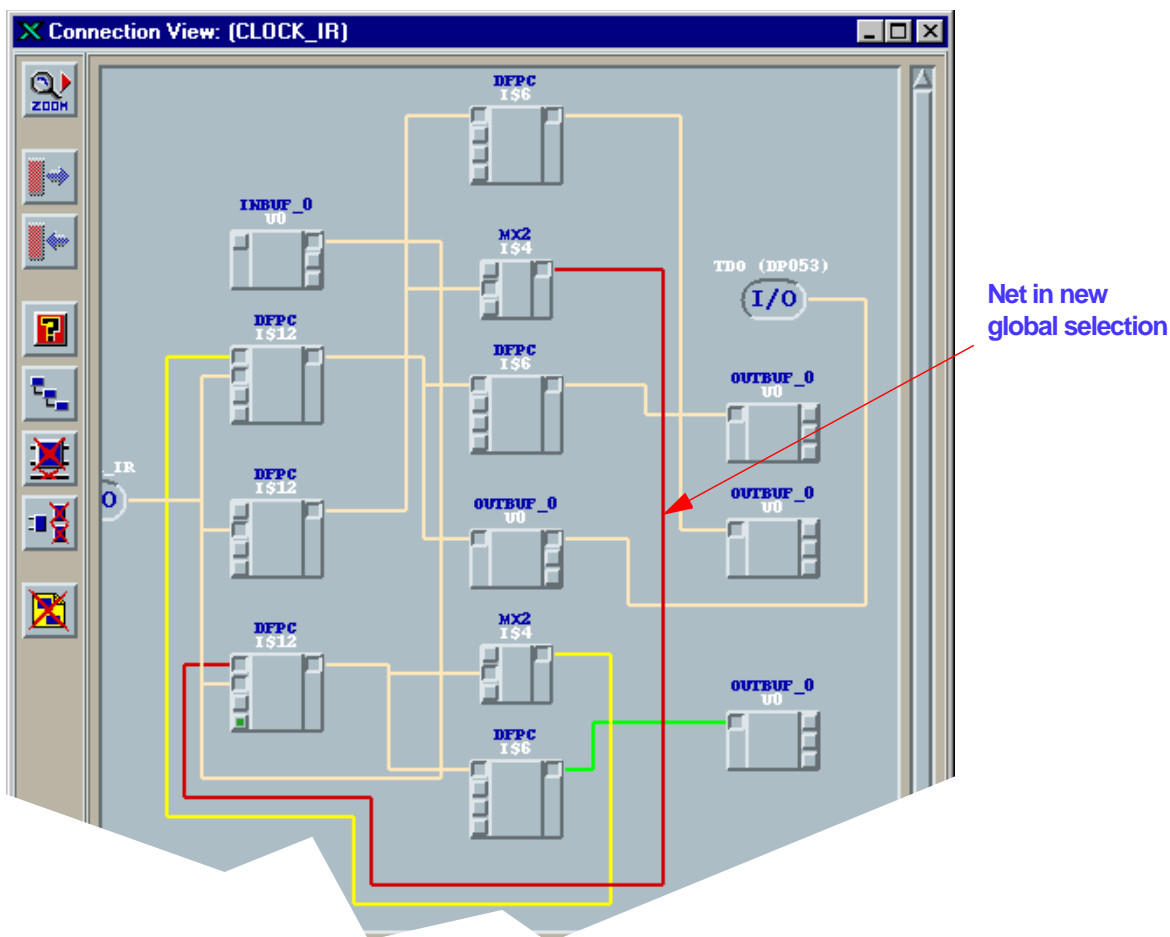 Connection View: (CLOCK_IR)
ZOOM
DFPC
I$6
INBUF_0
U0
MX2
I$4
TDO (DP053)
I/O
Net in new
global selection
DFPC
I$12
DFPC
I$6
OUTBUF_0
U0
_IR
O
DFPC
I$12
OUTBUF_0
U0
OUTBUF_0
U0
DFPC
I$12
MX2
I$4
OUTBUF_0
U0
DFPC
I$6
?